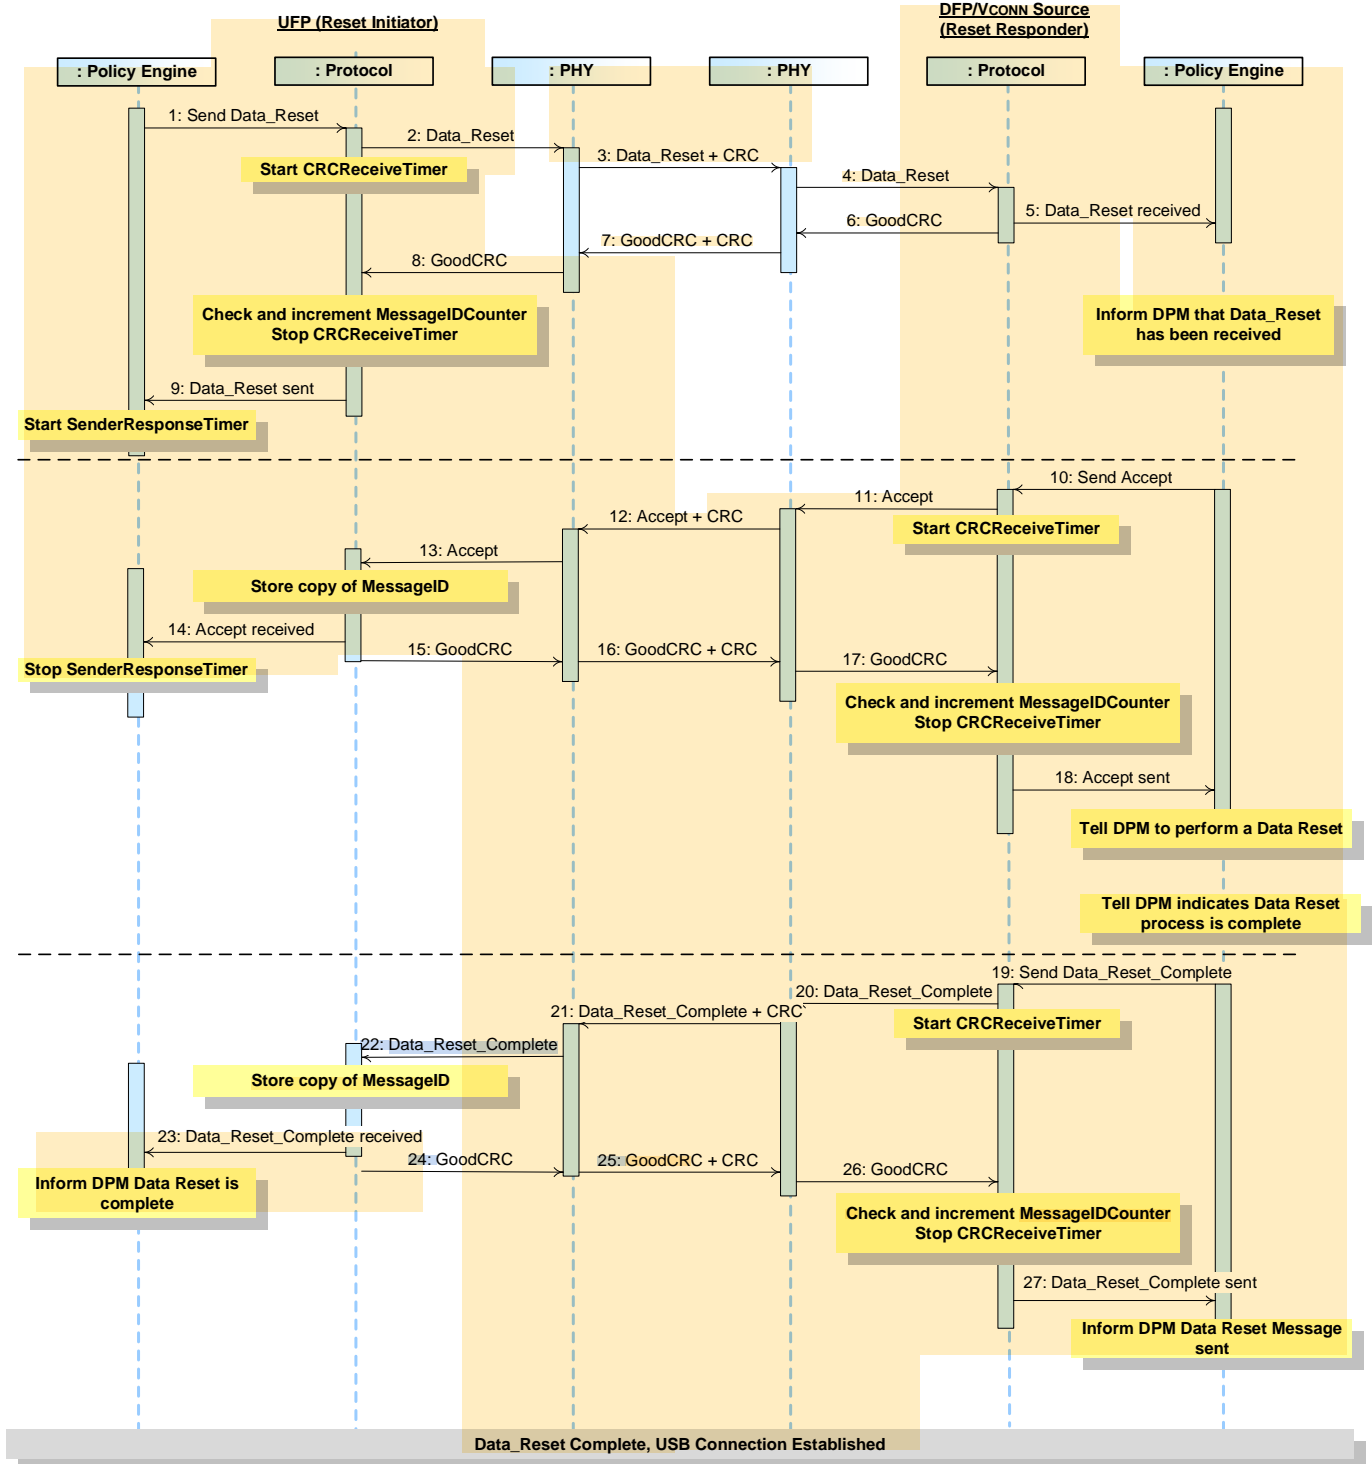 UFP (Reset Initiator)
DFP/VCONN Source
(Reset Responder)
: Policy Engine
: Protocol
: PHY
: PHY
: Protocol
: Policy Engine
1: Send Data_Reset
2: Data_Reset
Start CRCReceiveTimer
3: Data_Reset + CRC
4: Data_Reset
5: Data_Reset received
6: GoodCRC
7: GoodCRC + CRC
8: GoodCRC
Check and increment MessageIDCounter
Stop CRCReceiveTimer
Inform DPM that Data_Reset
has been received
9: Data_Reset sent
Start SenderResponseTimer
10: Send Accept
11: Accept
Start CRCReceiveTimer
12: Accept + CRC
13: Accept
Store copy of MessageID
14: Accept received
Stop SenderResponseTimer
15: GoodCRC
16: GoodCRC + CRC
17: GoodCRC
Check and increment MessageIDCounter
Stop CRCReceiveTimer
18: Accept sent
Tell DPM to perform a Data Reset
Tell DPM indicates Data Reset
process is complete
19: Send Data_Reset_Complete
20: Data_Reset_Complete
Start CRCReceiveTimer
21: Data_Reset_Complete + CRC
22: Data_Reset_Complete
Store copy of MessageID
23: Data_Reset_Complete received
Inform DPM Data Reset is
complete
24: GoodCRC
25: GoodCRC + CRC
26: GoodCRC
Check and increment MessageIDCounter
Stop CRCReceiveTimer
27: Data_Reset_Complete sent
Inform DPM Data Reset Message
sent
Data_Reset Complete, USB Connection Established